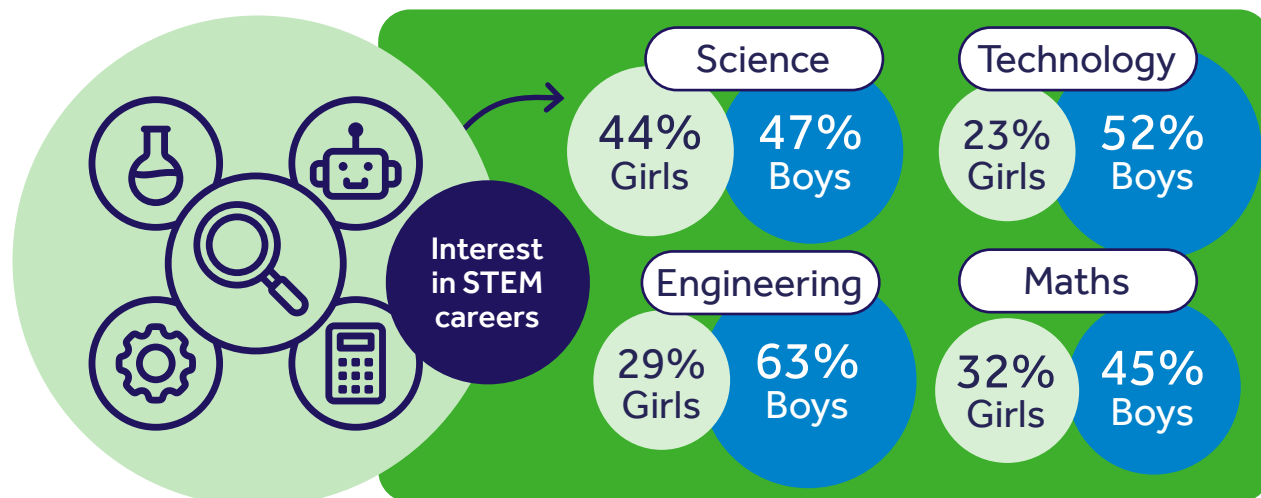 Interest
in STEM
careers
Science
44%
Girls
47%
Boys
Technology
23%
Girls
52%
Boys
Engineering
29%
Girls
63%
Boys
Maths
32%
Girls
45%
Boys